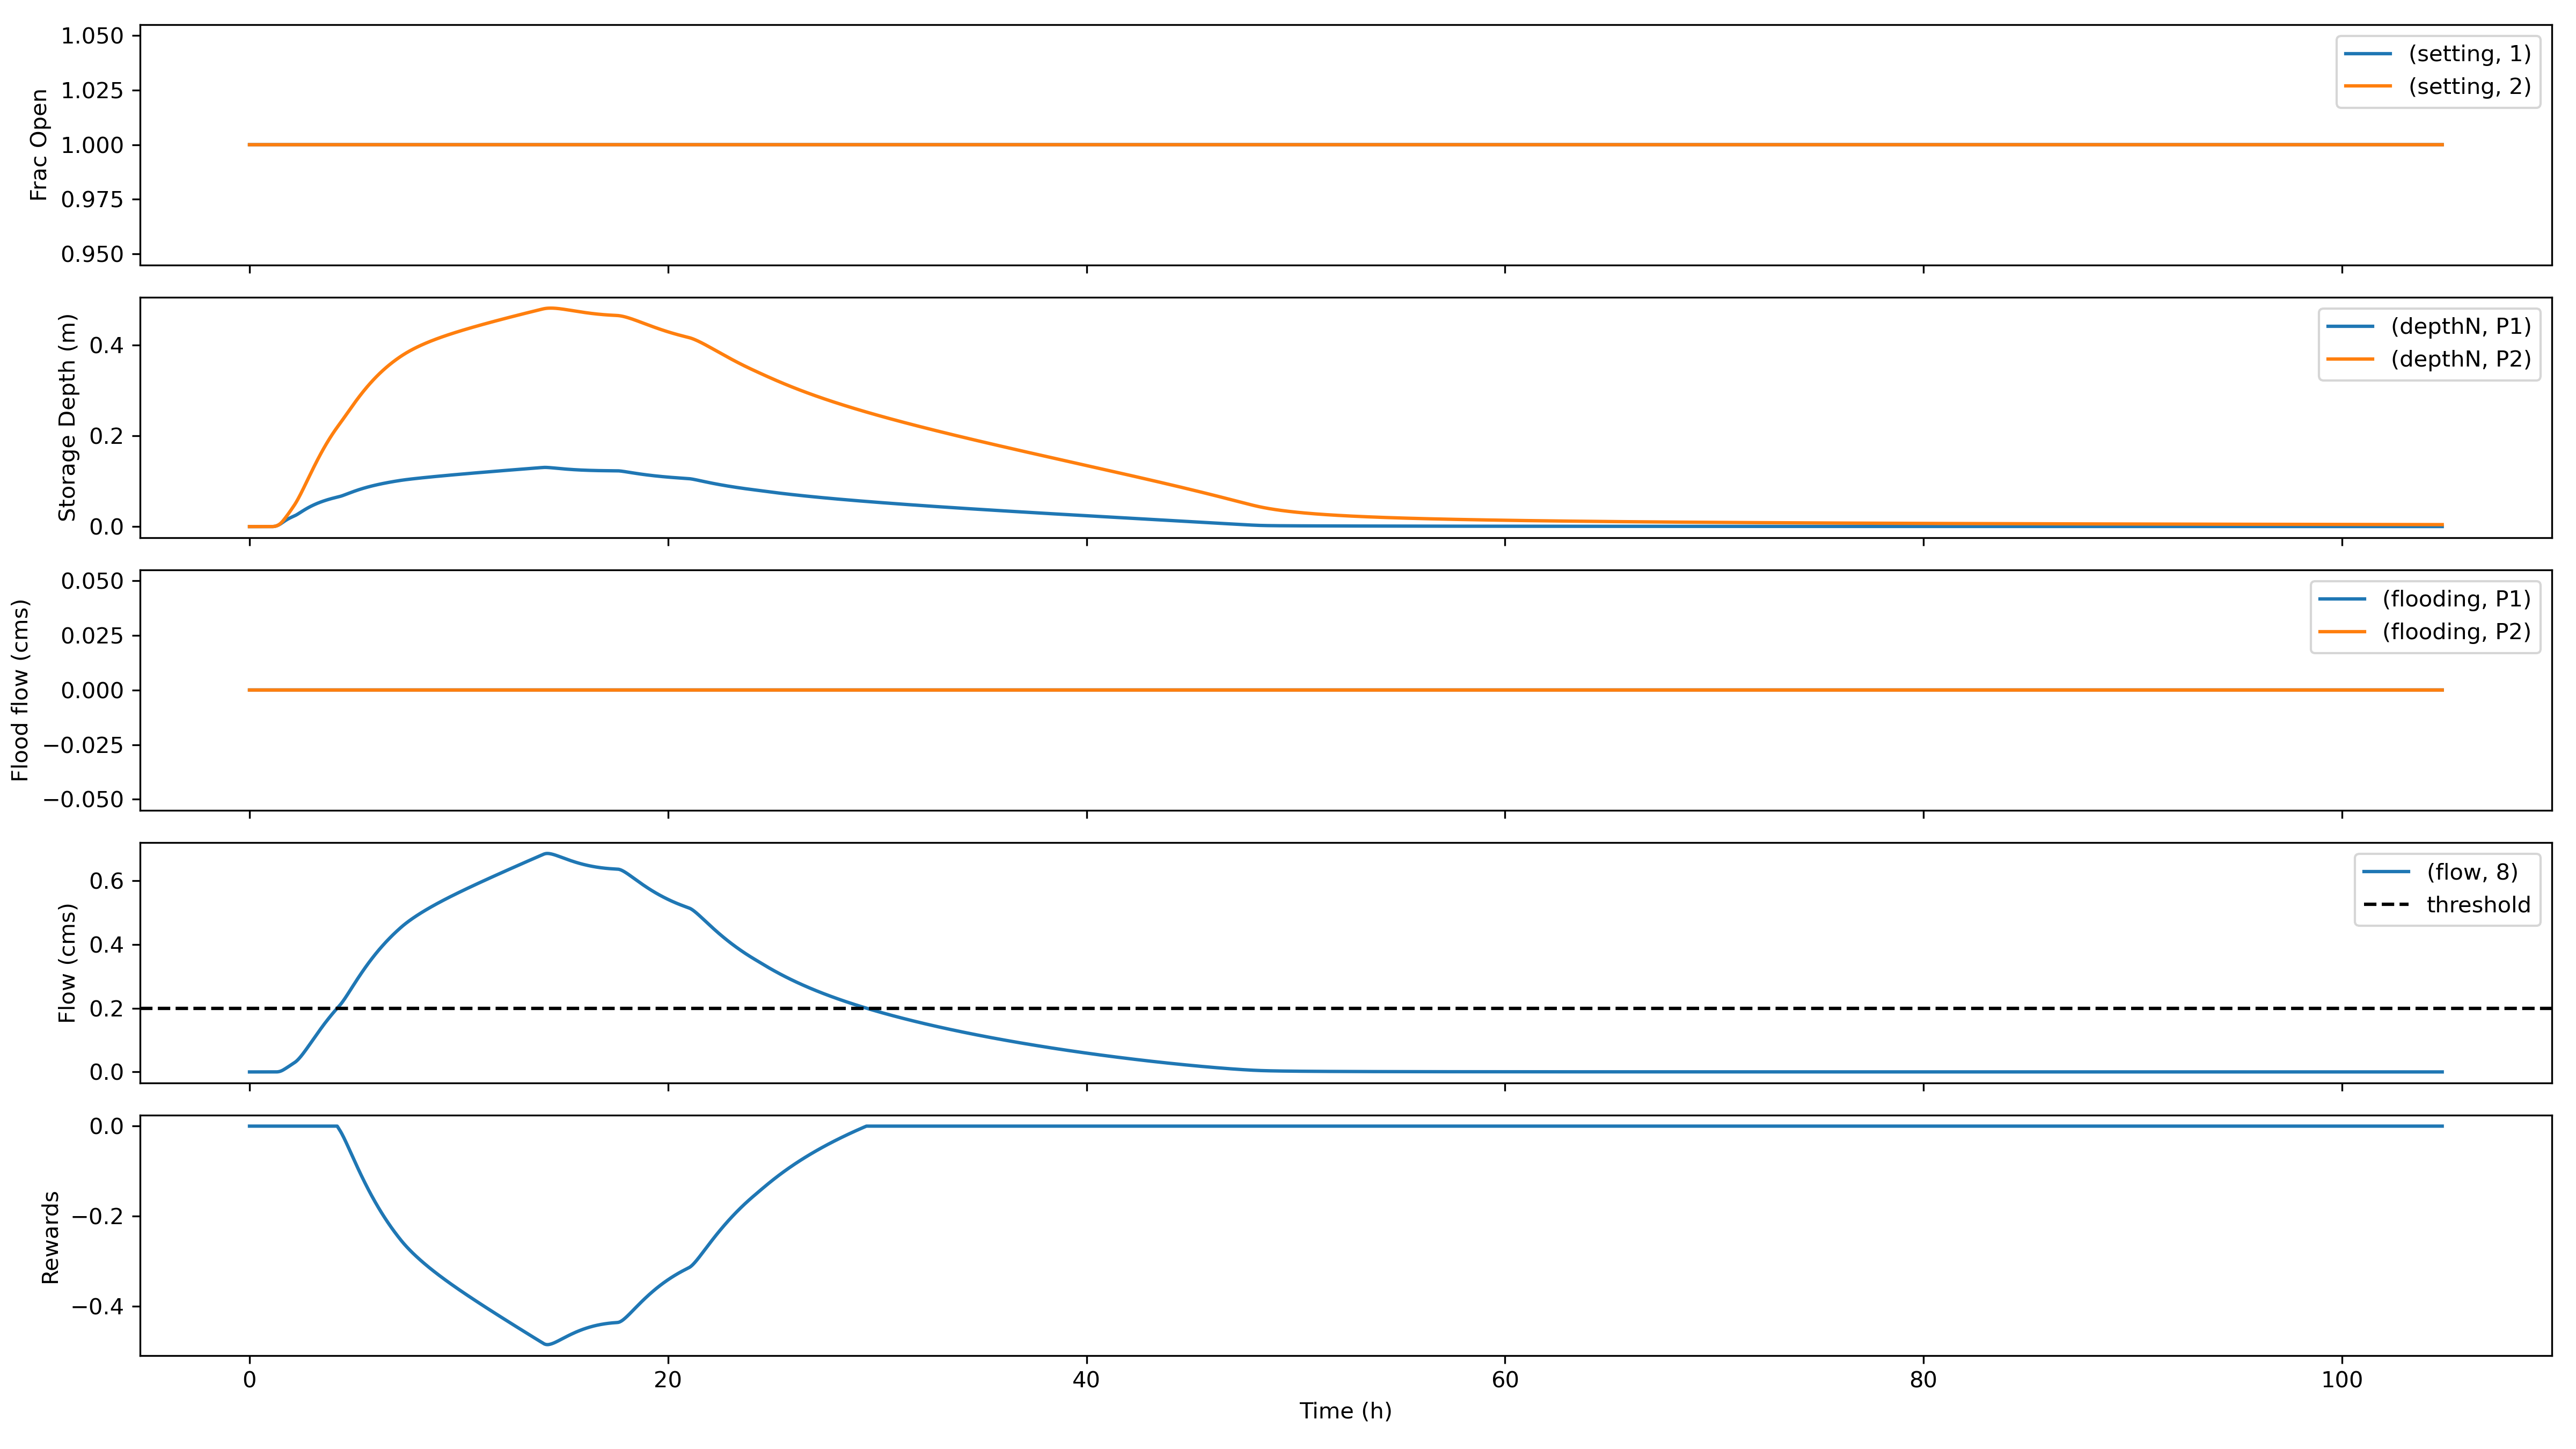 1.050
1.025
1.000
0.975
0.950
Frac Open
(setting, 1)
(setting, 2)
0.4
0.2
0.0
Storage Depth (m)
(depthN, P1)
(depthN, P2)
0.050
0.025
0.000
−0.025
−0.050
Flood flow (cms)
(flooding, P1)
(flooding, P2)
0.6
0.4
0.2
0.0
Flow (cms)
(flow, 8)
threshold
0.0
−0.2
−0.4
Rewards
0 20 40 60 80 100
Time (h)